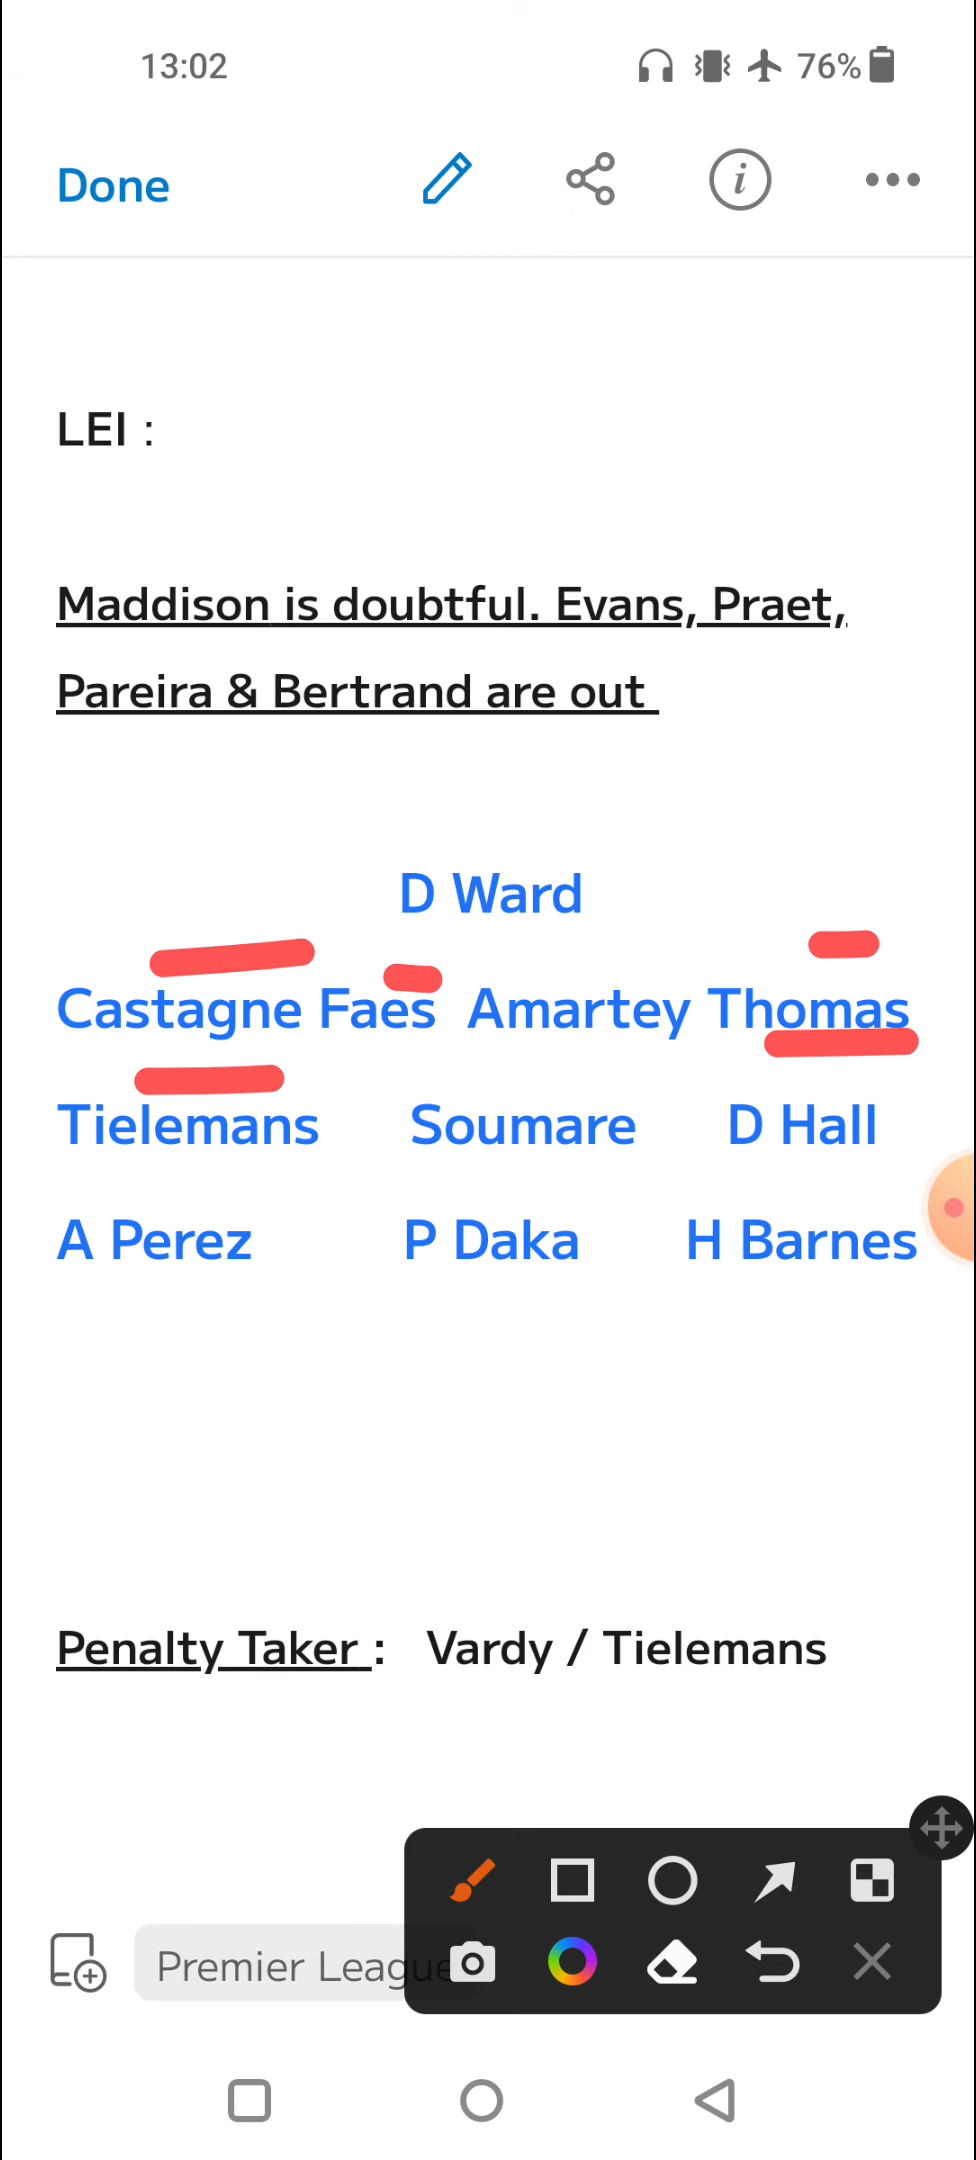 13:02 76%
Done
LEI :
Maddison is doubtful. Evans, Praet,
Pareira & Bertrand are out
D Ward
Castagne Faes Amartey Thomas
Tielemans Soumare D Hall
A Perez P Daka H Barnes
Penalty Taker : Vardy / Tielemans
Premier League